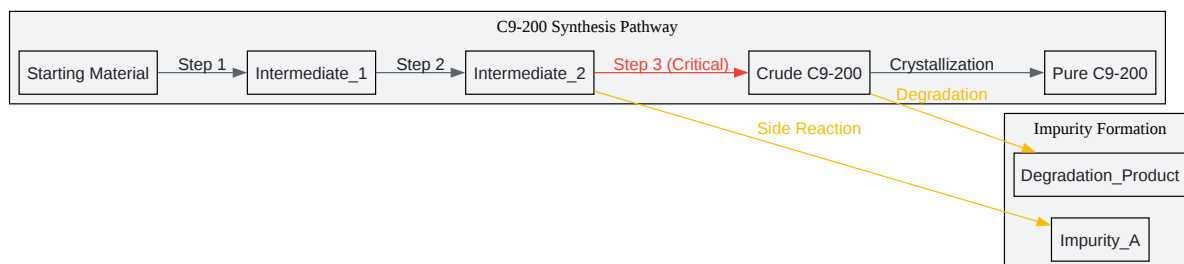 C9-200 Synthesis Pathway
Starting Material
Step 1
Intermediate_1
Step 2
Intermediate_2
Step 3 (Critical)
Crude C9-200
Crystallization
Pure C9-200
Degradation
Side Reaction
Impurity Formation
Degradation_Product
Impurity_A